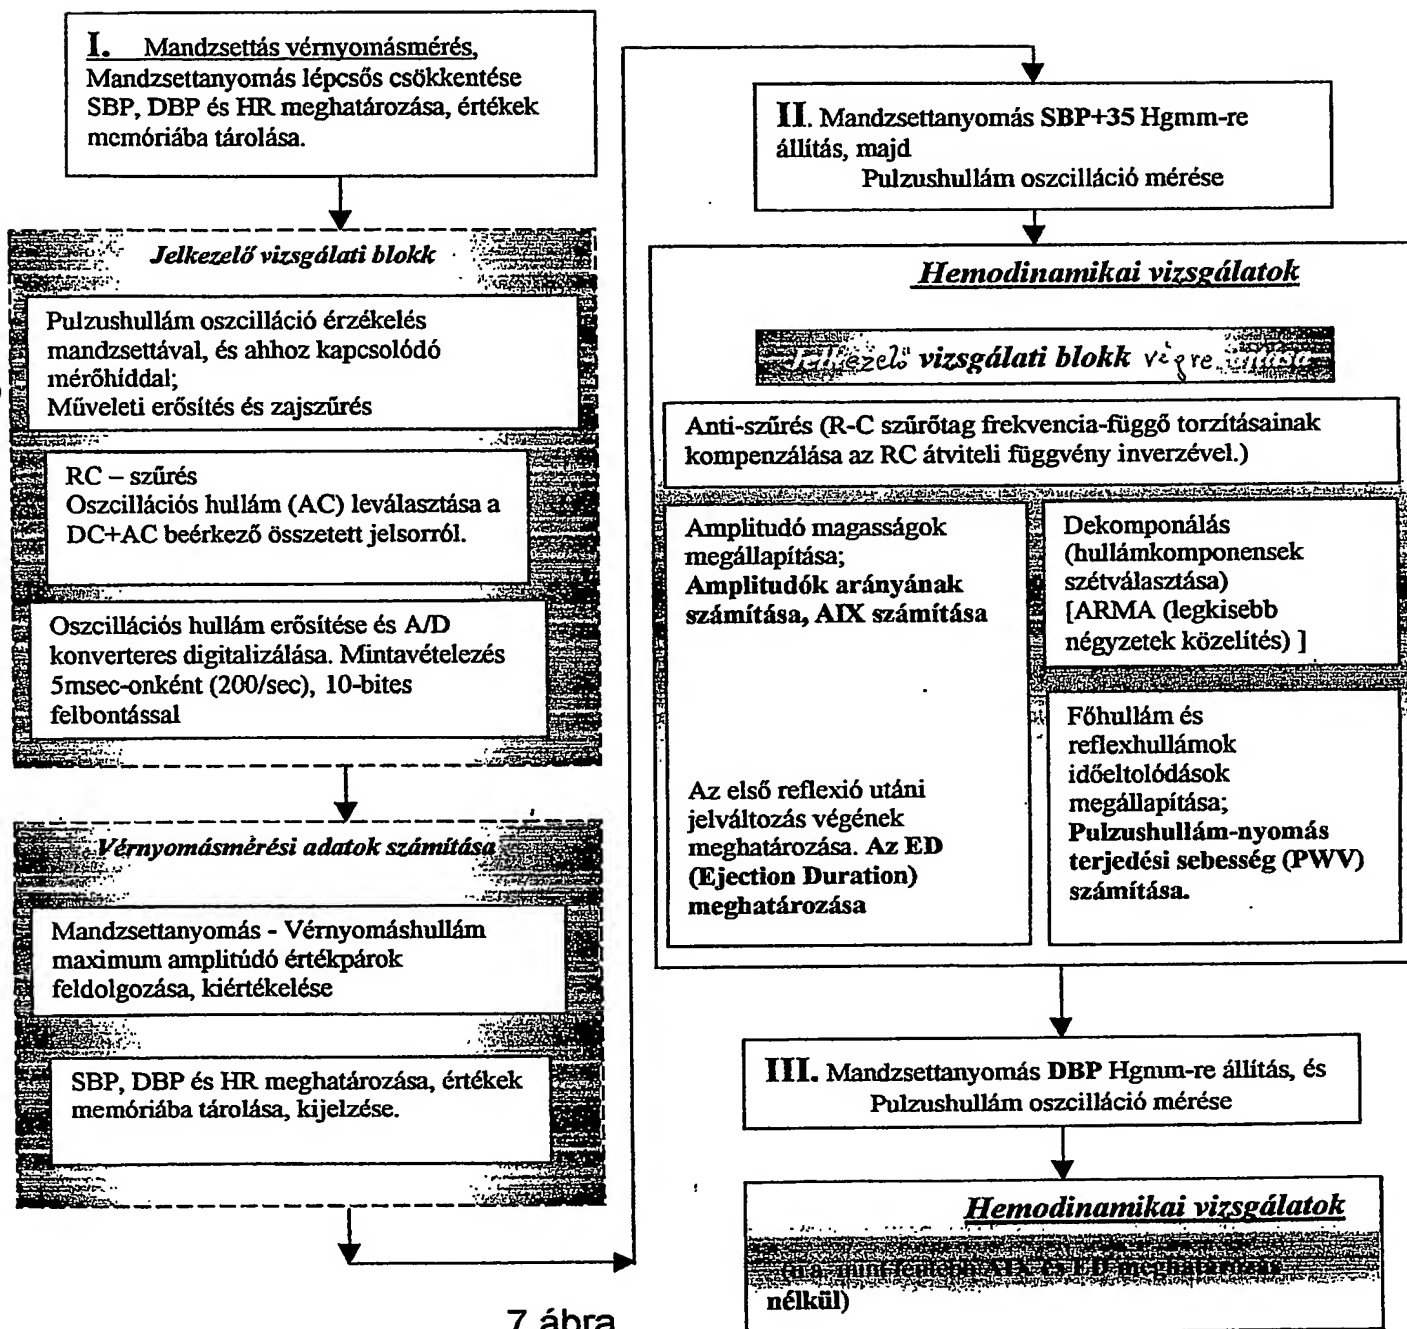 I. Mandzsettás vérnyomásmérés,
Mandzsettanyomás lépcsős csökkentése
SBP, DBP és HR meghatározása, értékek
memóriába tárolása.
Jelkezelő vizsgálati blokk
Pulzushullám oszcilláció érzékelés
mandzsettával, és ahhoz kapcsolódó
mérőhíddal;
Műveleti erősítés és zajszűrés
RC – szűrés
Oszcillációs hullám (AC) leválasztása a
DC+AC beérkező összetett jelsorról.
Oszcillációs hullám erősítése és A/D
konverteres digitalizálása. Mintavételezés
5msec-onként (200/sec), 10-bites
felbontással
Vérnyomásmérési adatok számítása
Mandzsettanyomás - Vérnyomáshullám
maximum amplitúdó értékpárok
feldolgozása, kiértékelése
SBP, DBP és HR meghatározása, értékek
memóriába tárolása, kijelzése.
II. Mandzsettanyomás SBP+35 Hgmm-re
állítás, majd
Pulzushullám oszcilláció mérése
Hemodinamikai vizsgálatok
Jelkezelő vizsgálati blokk
Anti-szűrés (R-C szűrőtag frekvencia-függő torzításainak
kompenzálása az RC átviteli függvény inverzével.)
Amplitudó magasságok
megállapítása;
Amplitudók arányának
számítása, AIX számítása
Az első reflexió utáni
jelváltozás végének
meghatározása. Az ED
(Ejection Duration)
meghatározása
Dekomponálás
(hullámkomponensek
szétválasztása)
[ARMA (legkisebb
négyzetek közelítés) ]
Főhullám és
reflexhullámok
időeltolódások
megállapítása;
Pulzushullám-nyomás
terjedési sebesség (PWV)
számítása.
III. Mandzsettanyomás DBP Hgmm-re állítás, és
Pulzushullám oszcilláció mérése
Hemodinamikai vizsgálatok
mint fentebb AIX és ED meghatározás
nélkül)
7 ábra